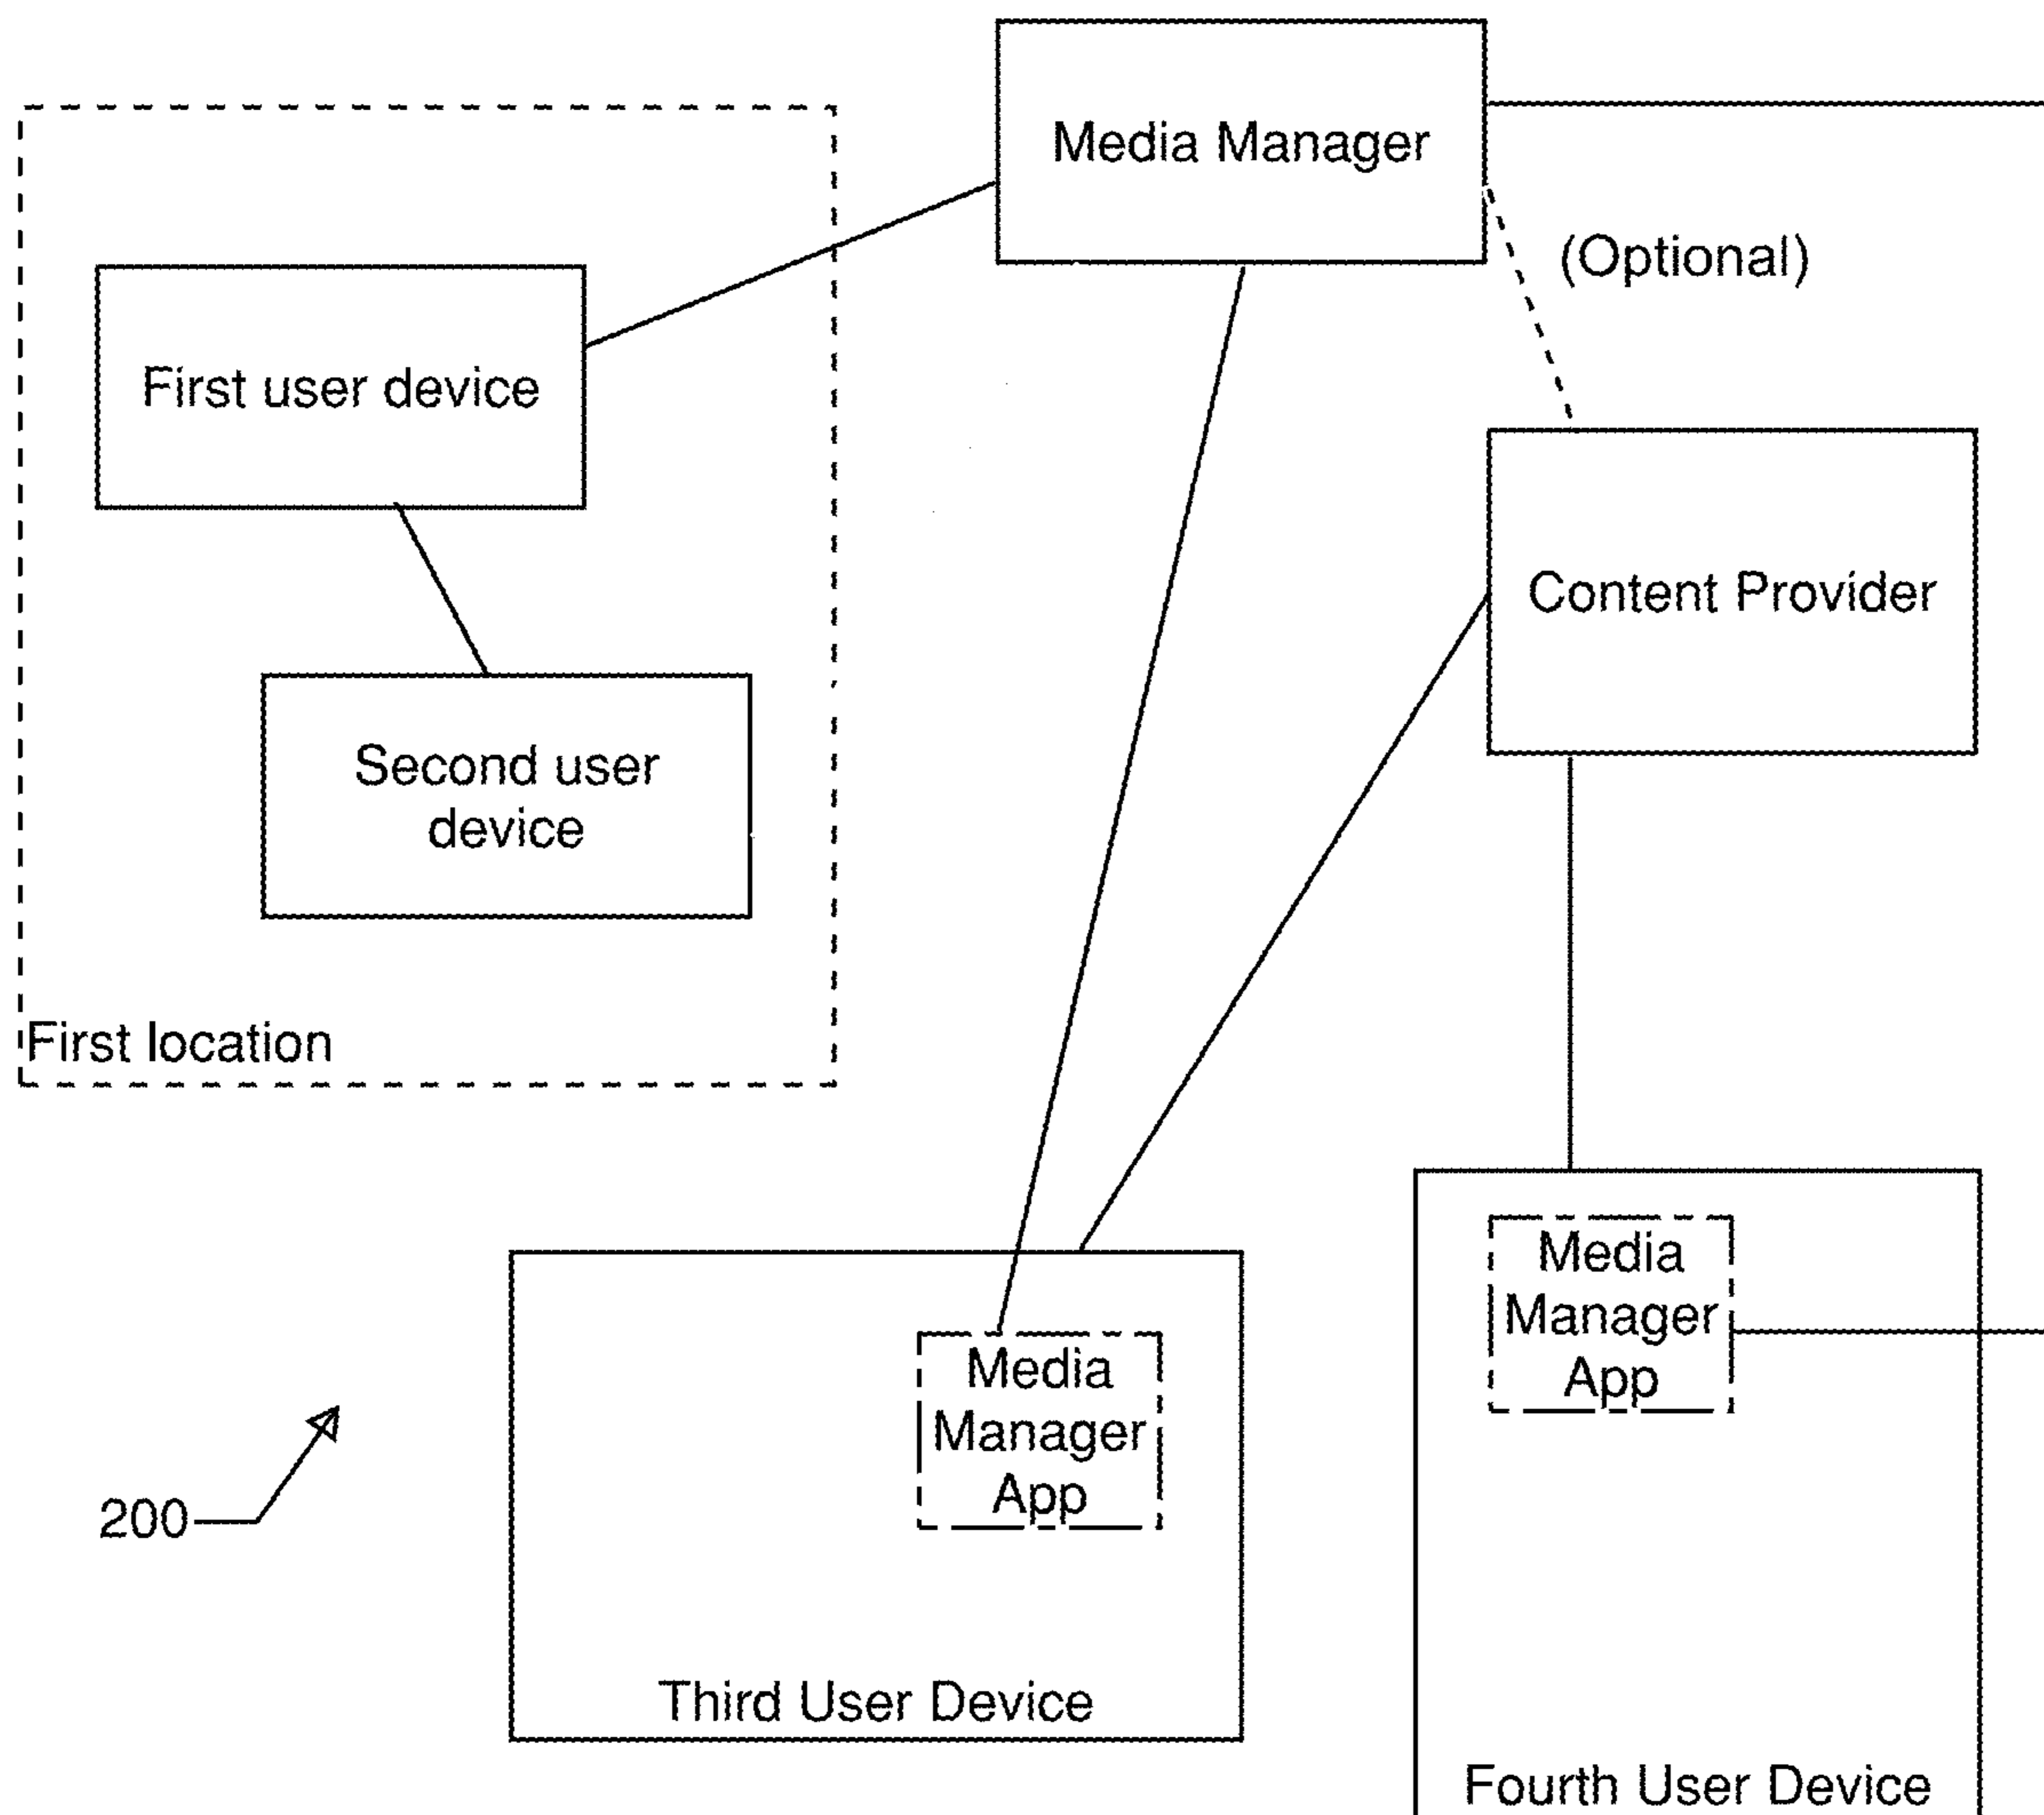 Media Manager
(Optional)
First user device
Content Provider
Second user
device
First location
Media
Manager
App
Media
Manager
App
200
Third User Device
Fourth User Device